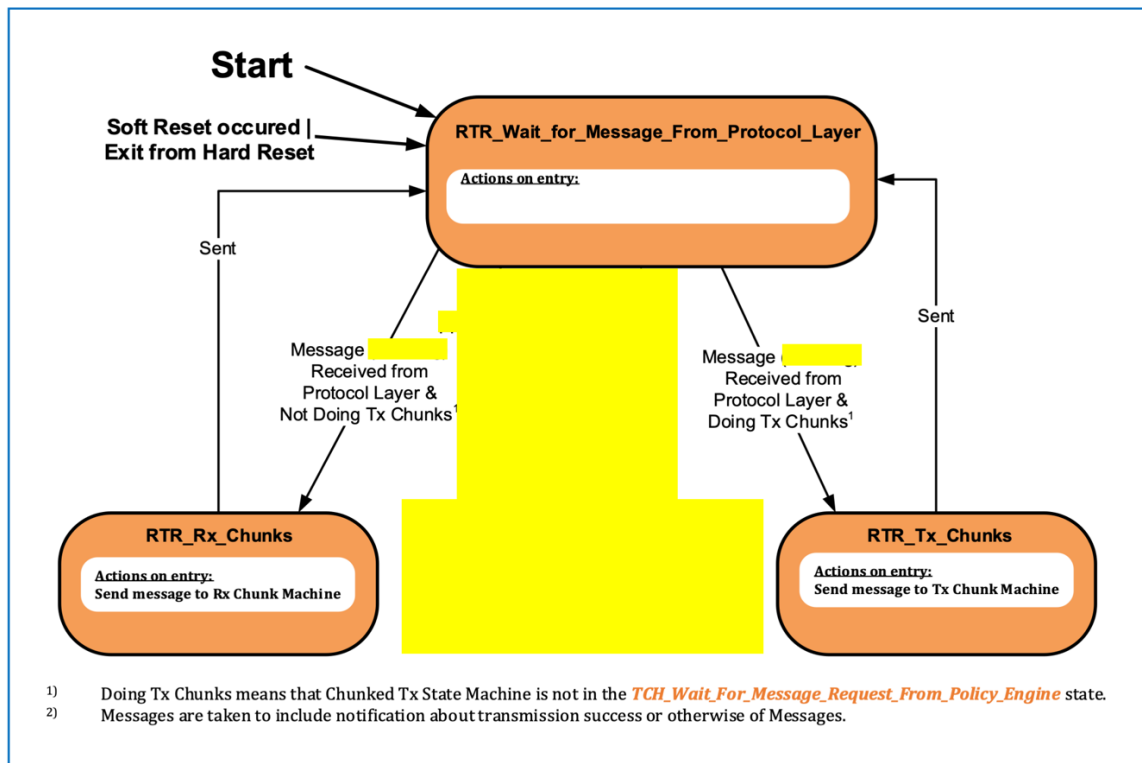 Start
Soft Reset occured |
Exit from Hard Reset
RTR_Wait_for_Message_From_Protocol_Layer
Actions on entry:
Sent
Sent
Message
Received from
Protocol Layer &
Not Doing Tx Chunks¹
Message (
Received from
Protocol Layer &
Doing Tx Chunks¹
RTR_Rx_Chunks
Actions on entry:
Send message to Rx Chunk Machine
RTR_Tx_Chunks
Actions on entry:
Send message to Tx Chunk Machine
1) Doing Tx Chunks means that Chunked Tx State Machine is not in the TCH_Wait_For_Message_Request_From_Policy_Engine state.
2) Messages are taken to include notification about transmission success or otherwise of Messages.